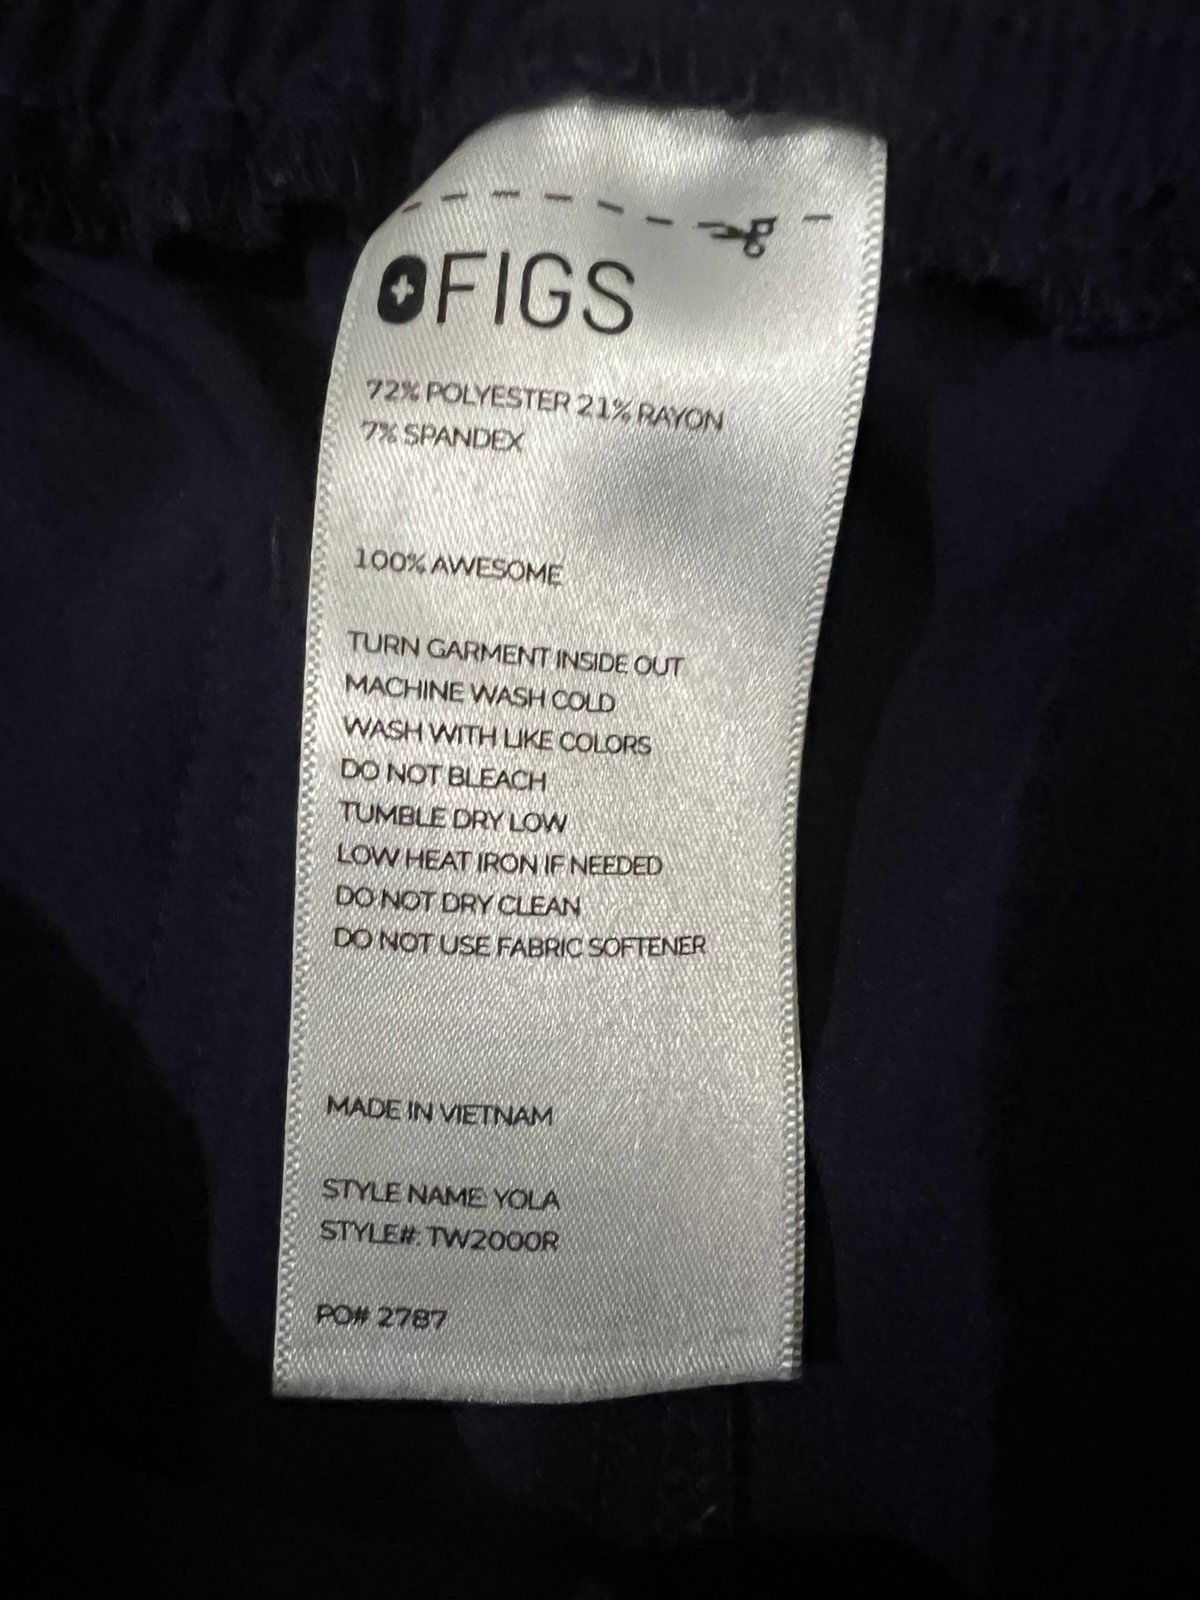 FIGS
72% POLYESTER 21% RAYON
7% SPANDEX
100% AWESOME
TURN GARMENT INSIDE OUT
MACHINE WASH COLD
WASH WITH LIKE COLORS
DO NOT BLEACH
TUMBLE DRY LOW
LOW HEAT IRON IF NEEDED
DO NOT DRY CLEAN
DO NOT USE FABRIC SOFTENER
MADE IN VIETNAM
STYLE NAME: YOLA
STYLE#: TW2000R
PO# 2787